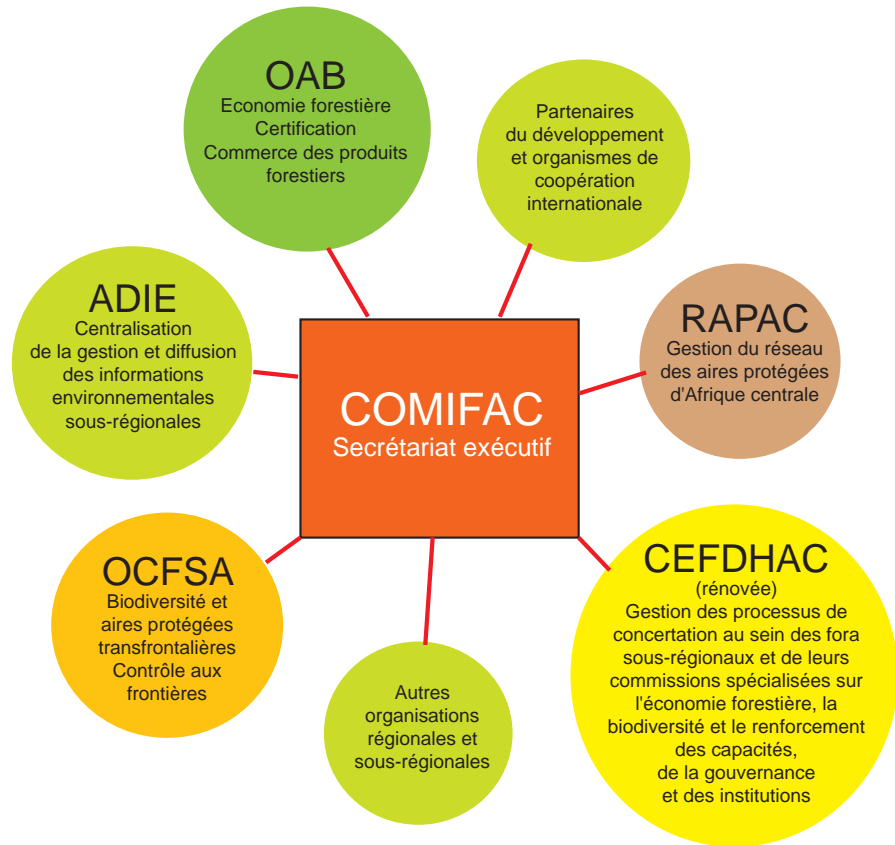 OAB
Economie forestière
Certification
Commerce des produits
forestiers
Partenaires
du développement
et organismes de
coopération
internationale
ADIE
Centralisation
de la gestion et diffusion
des informations
environnementales
sous-régionales
RAPAC
Gestion du réseau
des aires protégées
d'Afrique centrale
COMIFAC
Secrétariat exécutif
OCFSA
Biodiversité et
aires protégées
transfrontalières
Contrôle aux
frontières
Autres
organisations
régionales et
sous-régionales
CEFDHAC
(rénovée)
Gestion des processus de
concertation au sein des fora
sous-régionaux et de leurs
commissions spécialisées sur
l'économie forestière, la
biodiversité et le renforcement
des capacités,
de la gouvernance
et des institutions